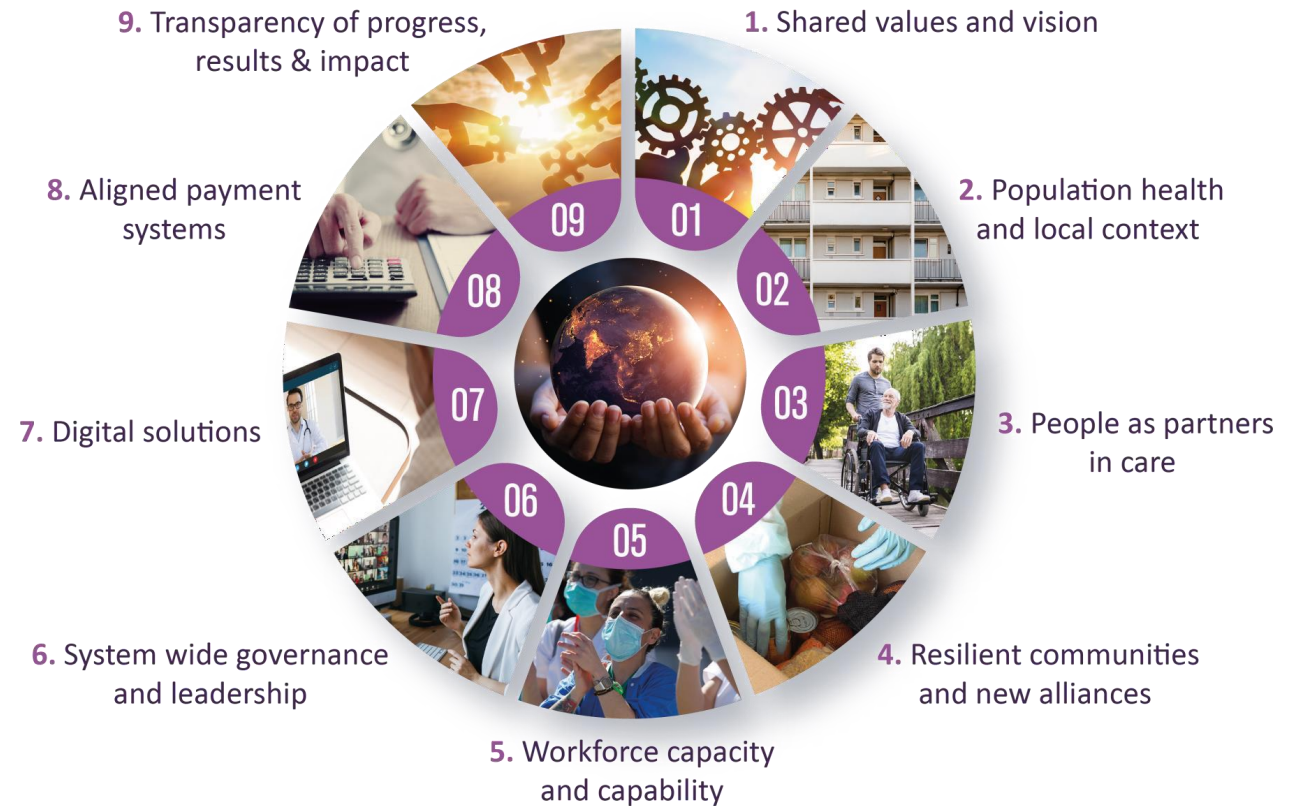 1. Shared values and vision
2. Population health
and local context
3. People as partners
in care
4. Resilient communities
and new alliances
5. Workforce capacity
and capability
6. System wide governance
and leadership
7. Digital solutions
8. Aligned payment
systems
9. Transparency of progress,
results & impact
01
02
03
04
05
06
07
08
09